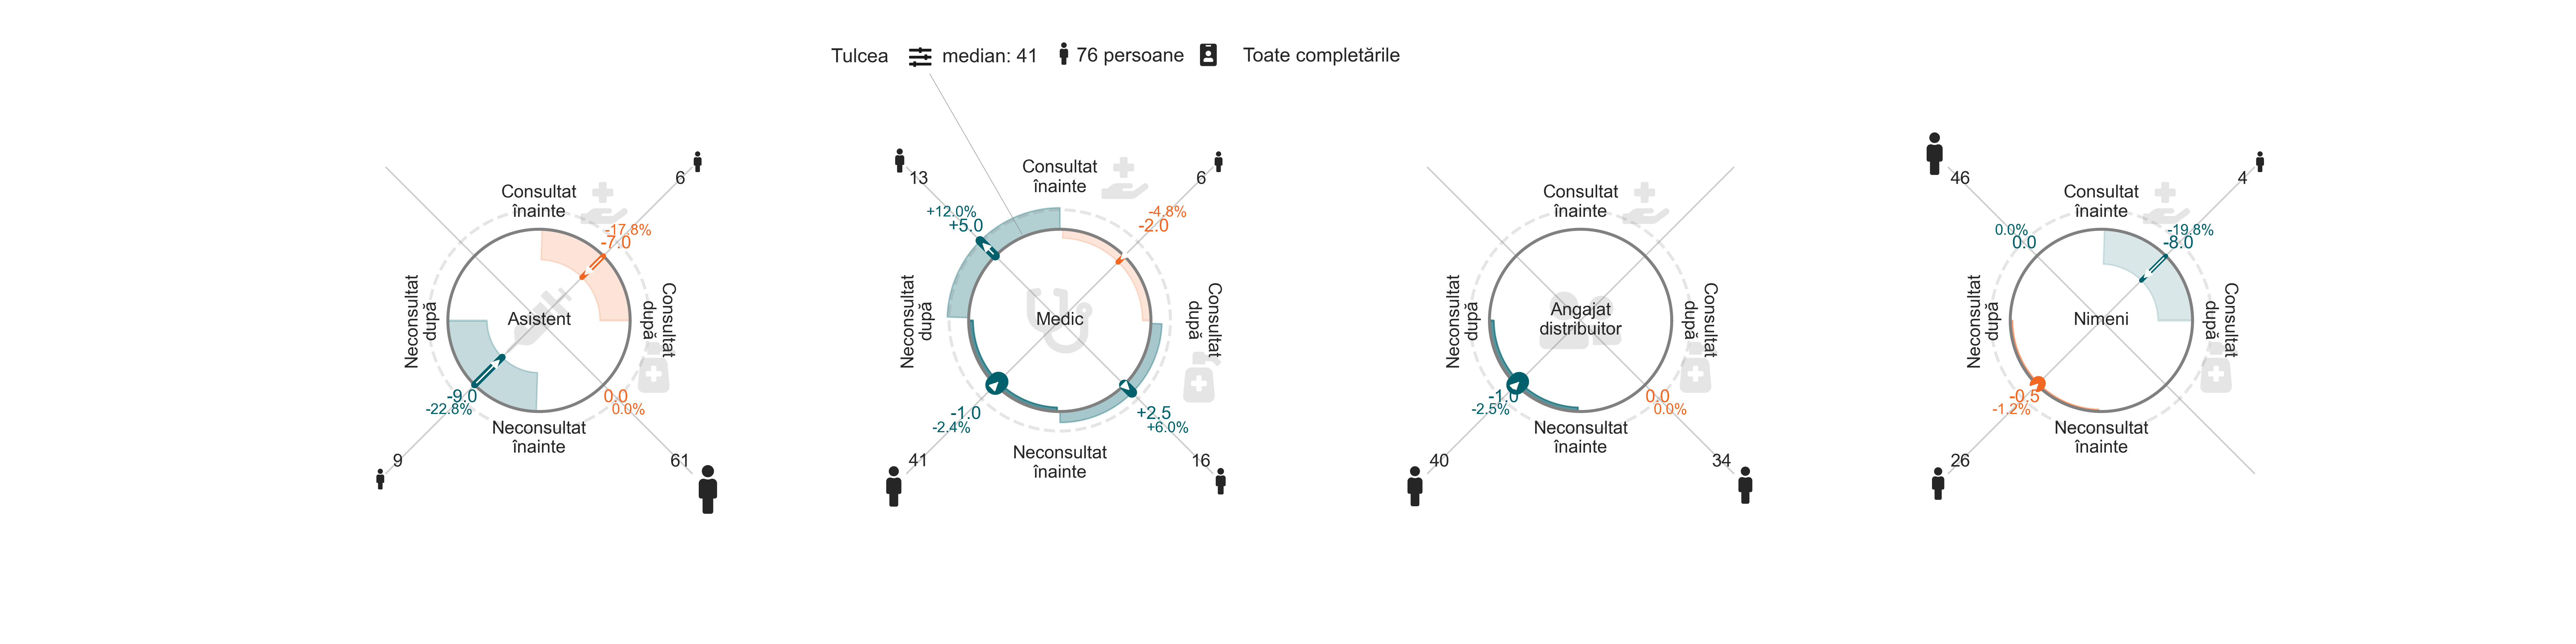 Tulcea median: 41 76 persoane Toate completările
6
Consultat
înainte
-17.8%
-7.0
Neconsultat
după
Consultat
după
Asistent
-9.0
-22.8%
0.0
0.0%
Neconsultat
înainte
9
61
13
6
Consultat
înainte
+12.0%
+5.0
-4.8%
-2.0
Neconsultat
după
Consultat
după
Medic
-1.0
-2.4%
+2.5
+6.0%
Neconsultat
înainte
41
16
Consultat
înainte
Neconsultat
după
Consultat
după
Angajat
distribuitor
-1.0
-2.5%
0.0
0.0%
Neconsultat
înainte
40
34
46
4
Consultat
înainte
0.0%
0.0
-19.8%
-8.0
Neconsultat
după
Consultat
după
Nimeni
-0.5
-1.2%
Neconsultat
înainte
26